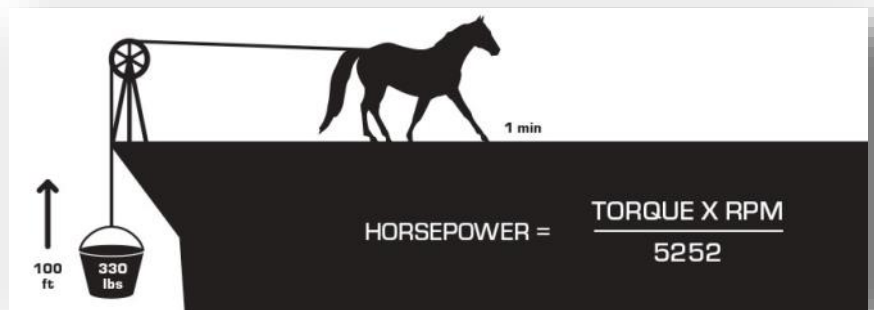 1 min
100
ft
330
lbs
HORSEPOWER =
TORQUE X RPM
5252